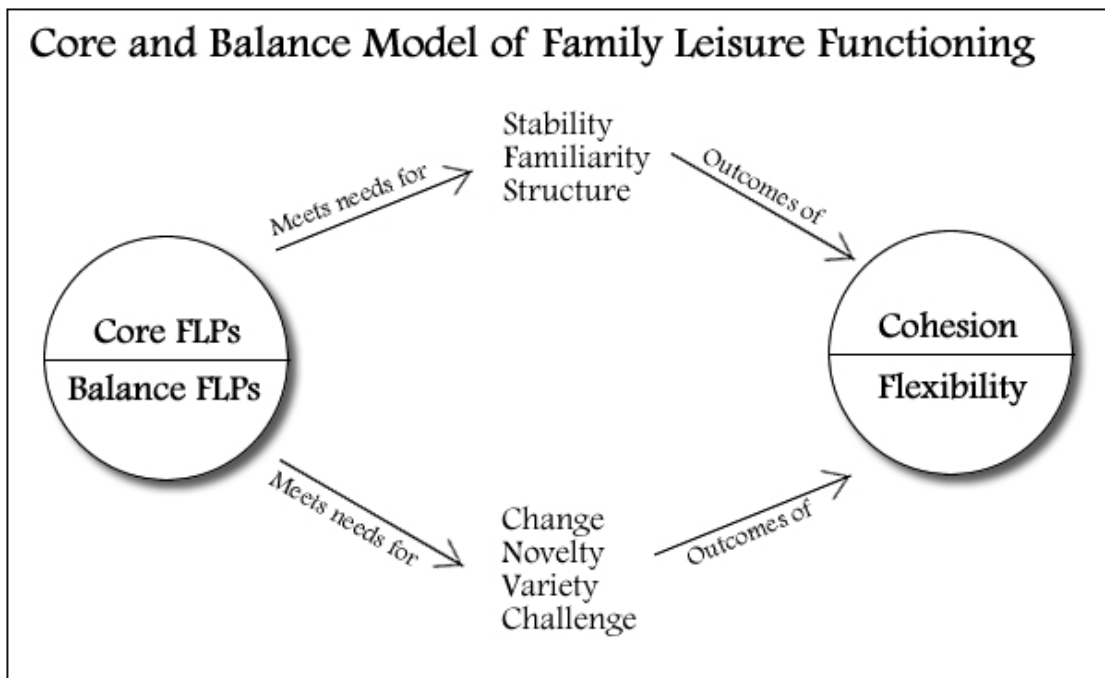 Core and Balance Model of Family Leisure Functioning
Stability
Familiarity
Structure
Meets needs for
Outcomes of
Core FLPs
Balance FLPs
Cohesion
Flexibility
Meets needs for
Change
Novelty
Variety
Challenge
Outcomes of